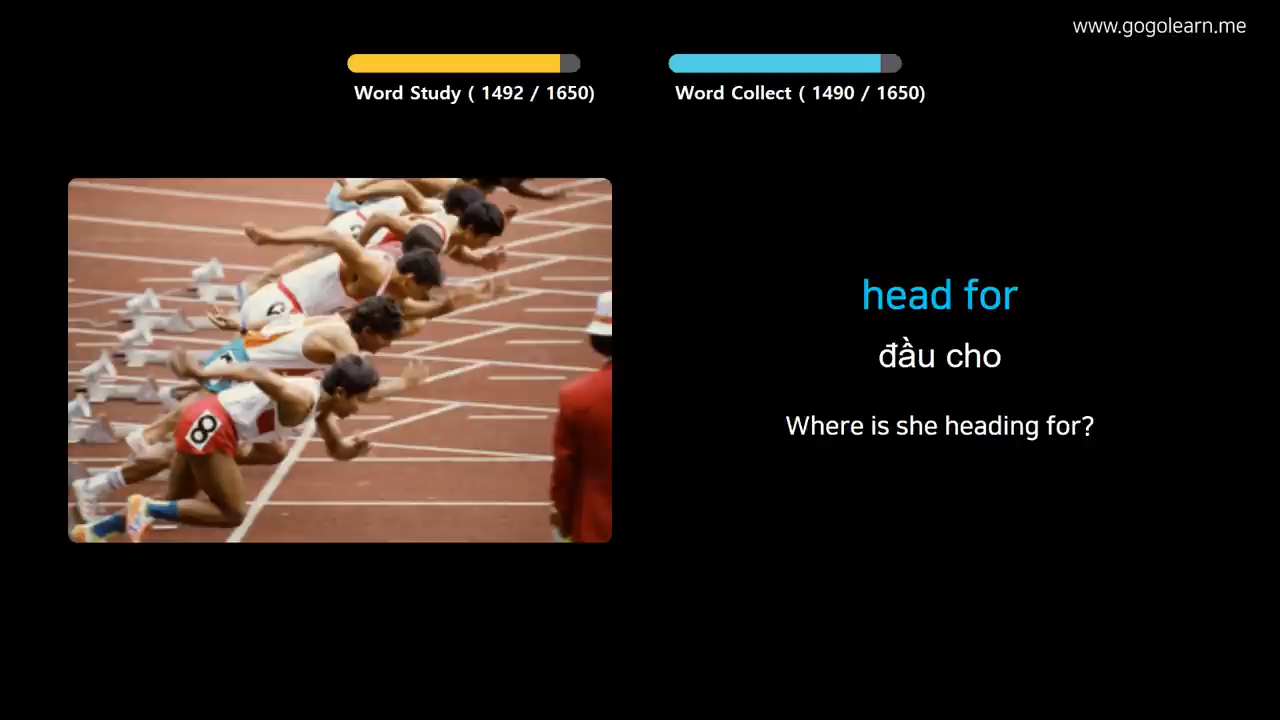 www.gogolearn.me
Word Study ( 1492 / 1650)
Word Collect ( 1490 / 1650)
head for
đầu cho
Where is she heading for?
8